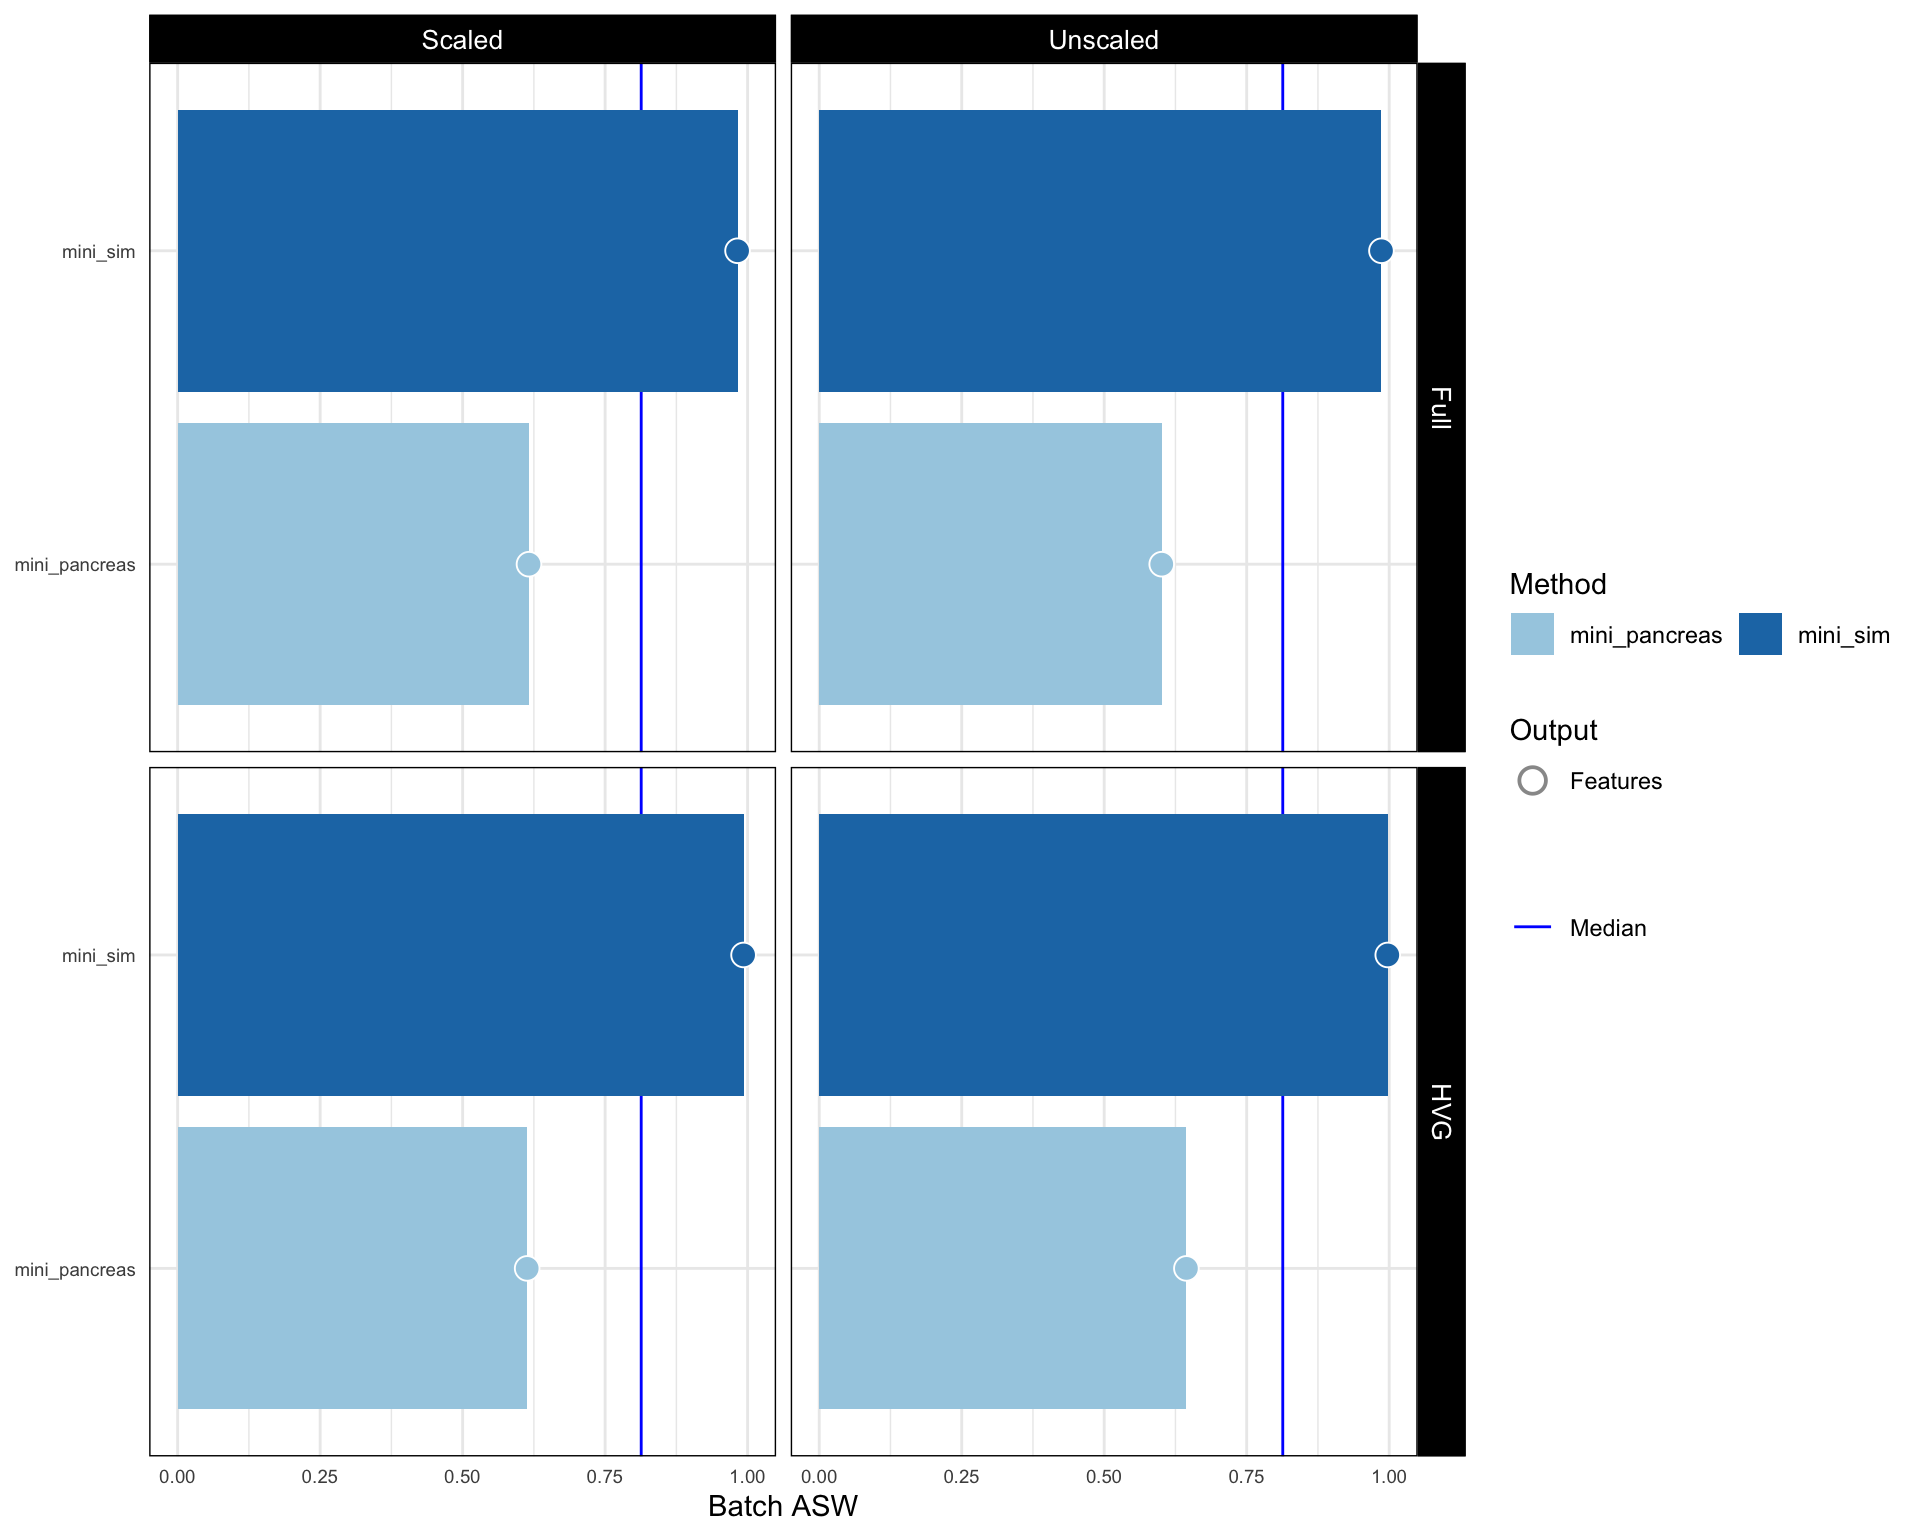 Scaled
Unscaled
mini_sim
mini_pancreas
Full
mini_sim
mini_pancreas
HVG
0.00 0.25 0.50 0.75 1.00 0.00 0.25 0.50 0.75 1.00
Batch ASW
Method
mini_pancreas mini_sim
Output
Features
Median